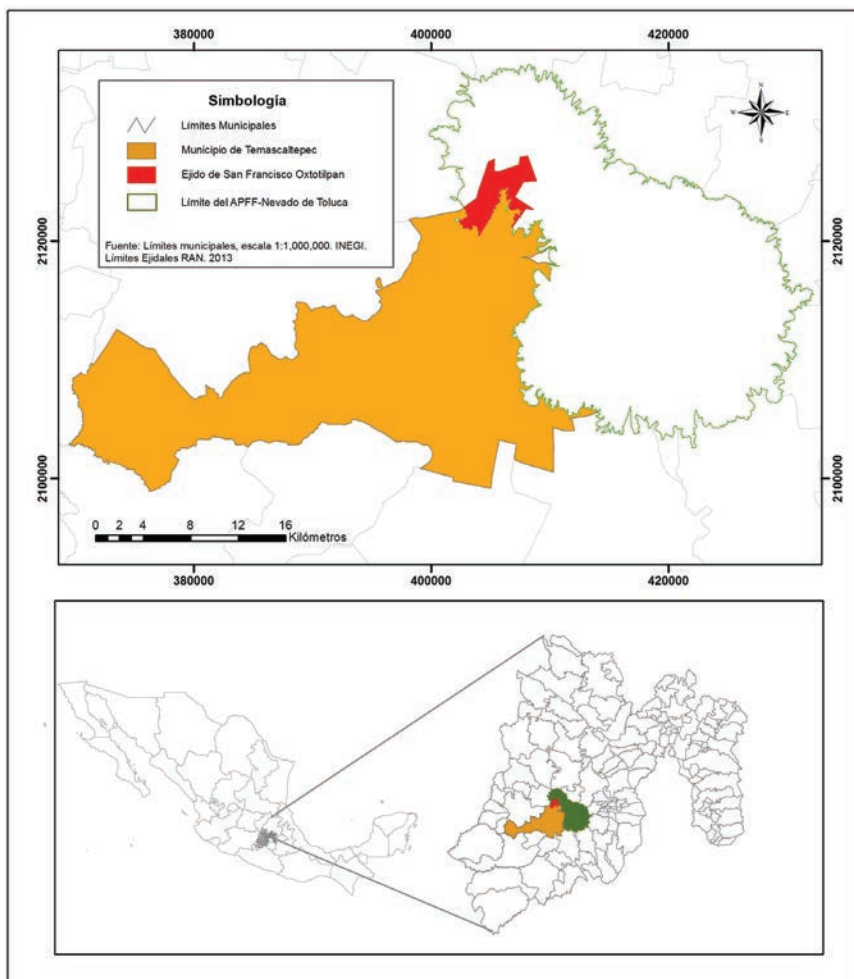 380000 400000 420000
Simbología
Límites Municipales
Municipio de Temascaltepec
Ejido de San Francisco Oxtotilpan
Límite del APFF-Nevado de Toluca
Fuente: Límites municipales, escala 1:1,000,000. INEGI.
Límites Ejidales RAN. 2013
N
W E
S
2120000 2120000
2100000 2100000
0 2 4 8 12 16
Kilómetros
380000 400000 420000